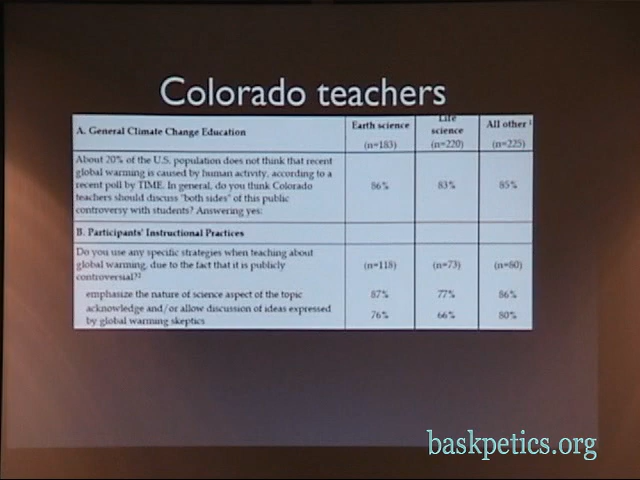 Colorado teachers
A. General Climate Change Education
Earth science
(n=183)
Life
science
(n=220)
All other 1
(n=225)
About 20% of the U.S. population does not think that recent
global warming is caused by human activity, according to a
recent poll by TIME. In general, do you think Colorado
teachers should discuss "both sides" of this public
controversy with students? Answering yes:
86%
83%
85%
B. Participants' Instructional Practices
Do you use any specific strategies when teaching about
global warming, due to the fact that it is publicly
controversial?
(n=118)
(n=73)
(n=80)
emphasize the nature of science aspect of the topic
87%
77%
86%
acknowledge and/or allow discussion of ideas expressed
by global warming skeptics
76%
66%
80%
baskpetics.org